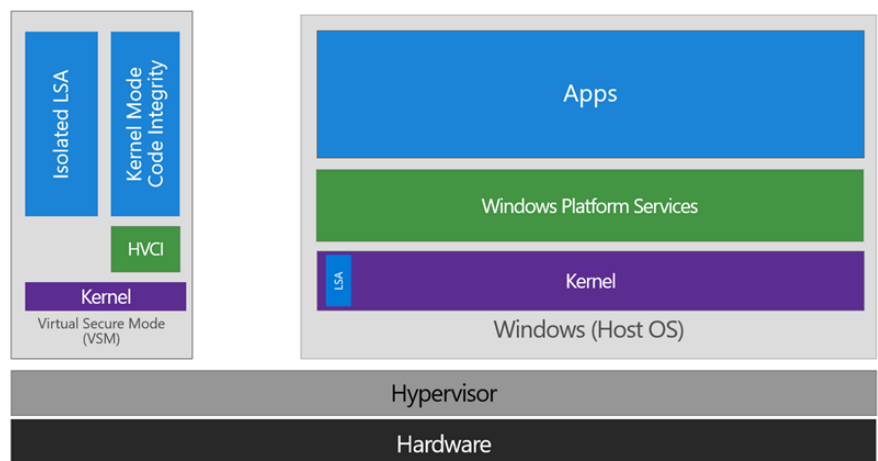 Isolated LSA
Kernel Mode
Code Integrity
HVCI
Kernel
Virtual Secure Mode
(VSM)
Apps
Windows Platform Services
LSA
Kernel
Windows (Host OS)
Hypervisor
Hardware